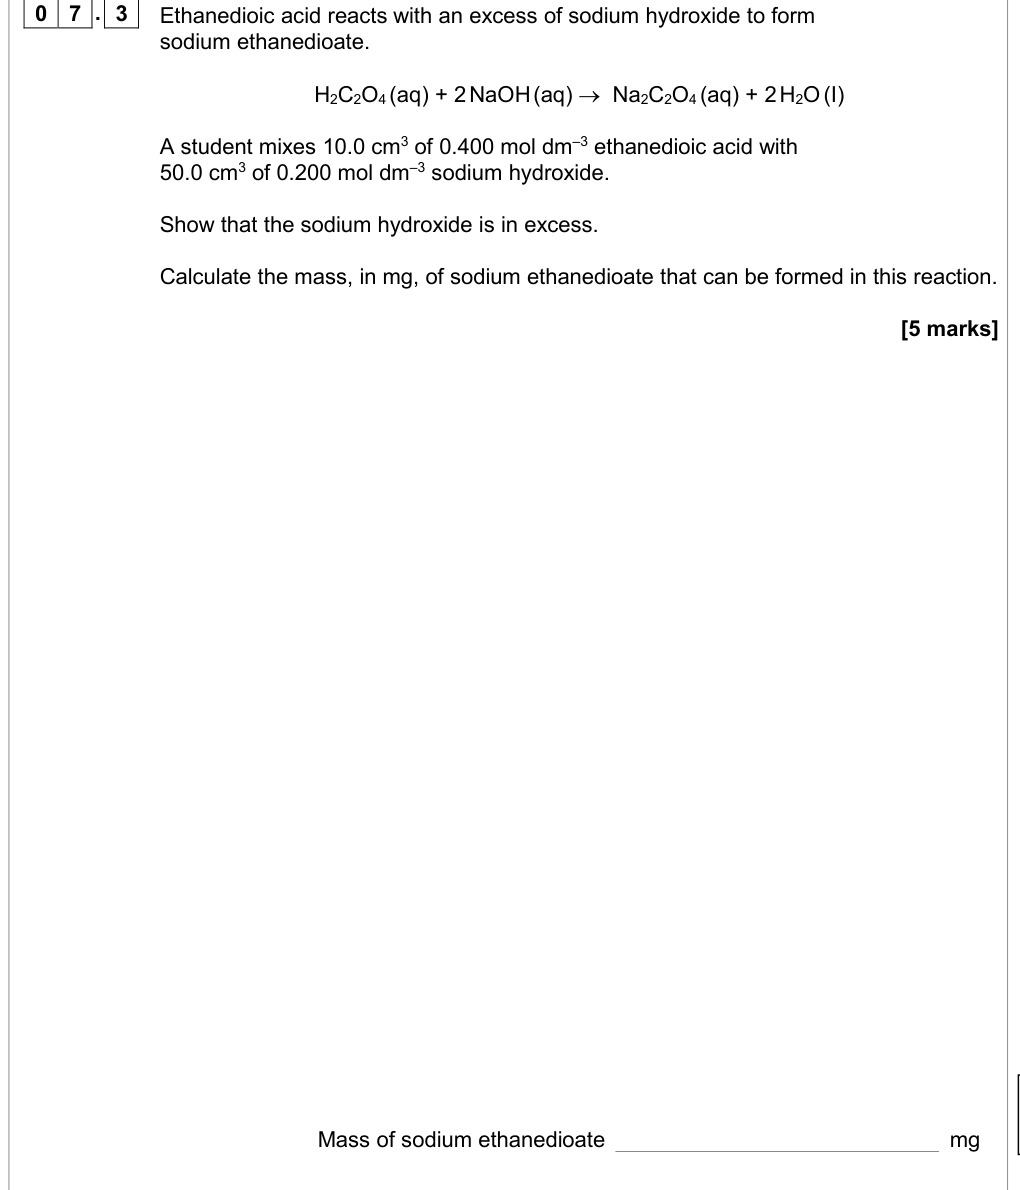 0 7 . 3 Ethanedioic acid reacts with an excess of sodium hydroxide to form
sodium ethanedioate.
H₂C₂O₄ (aq) + 2 NaOH (aq) → Na₂C₂O₄ (aq) + 2 H₂O (l)
A student mixes 10.0 cm³ of 0.400 mol dm⁻³ ethanedioic acid with
50.0 cm³ of 0.200 mol dm⁻³ sodium hydroxide.
Show that the sodium hydroxide is in excess.
Calculate the mass, in mg, of sodium ethanedioate that can be formed in this reaction.
[5 marks]
Mass of sodium ethanedioate mg